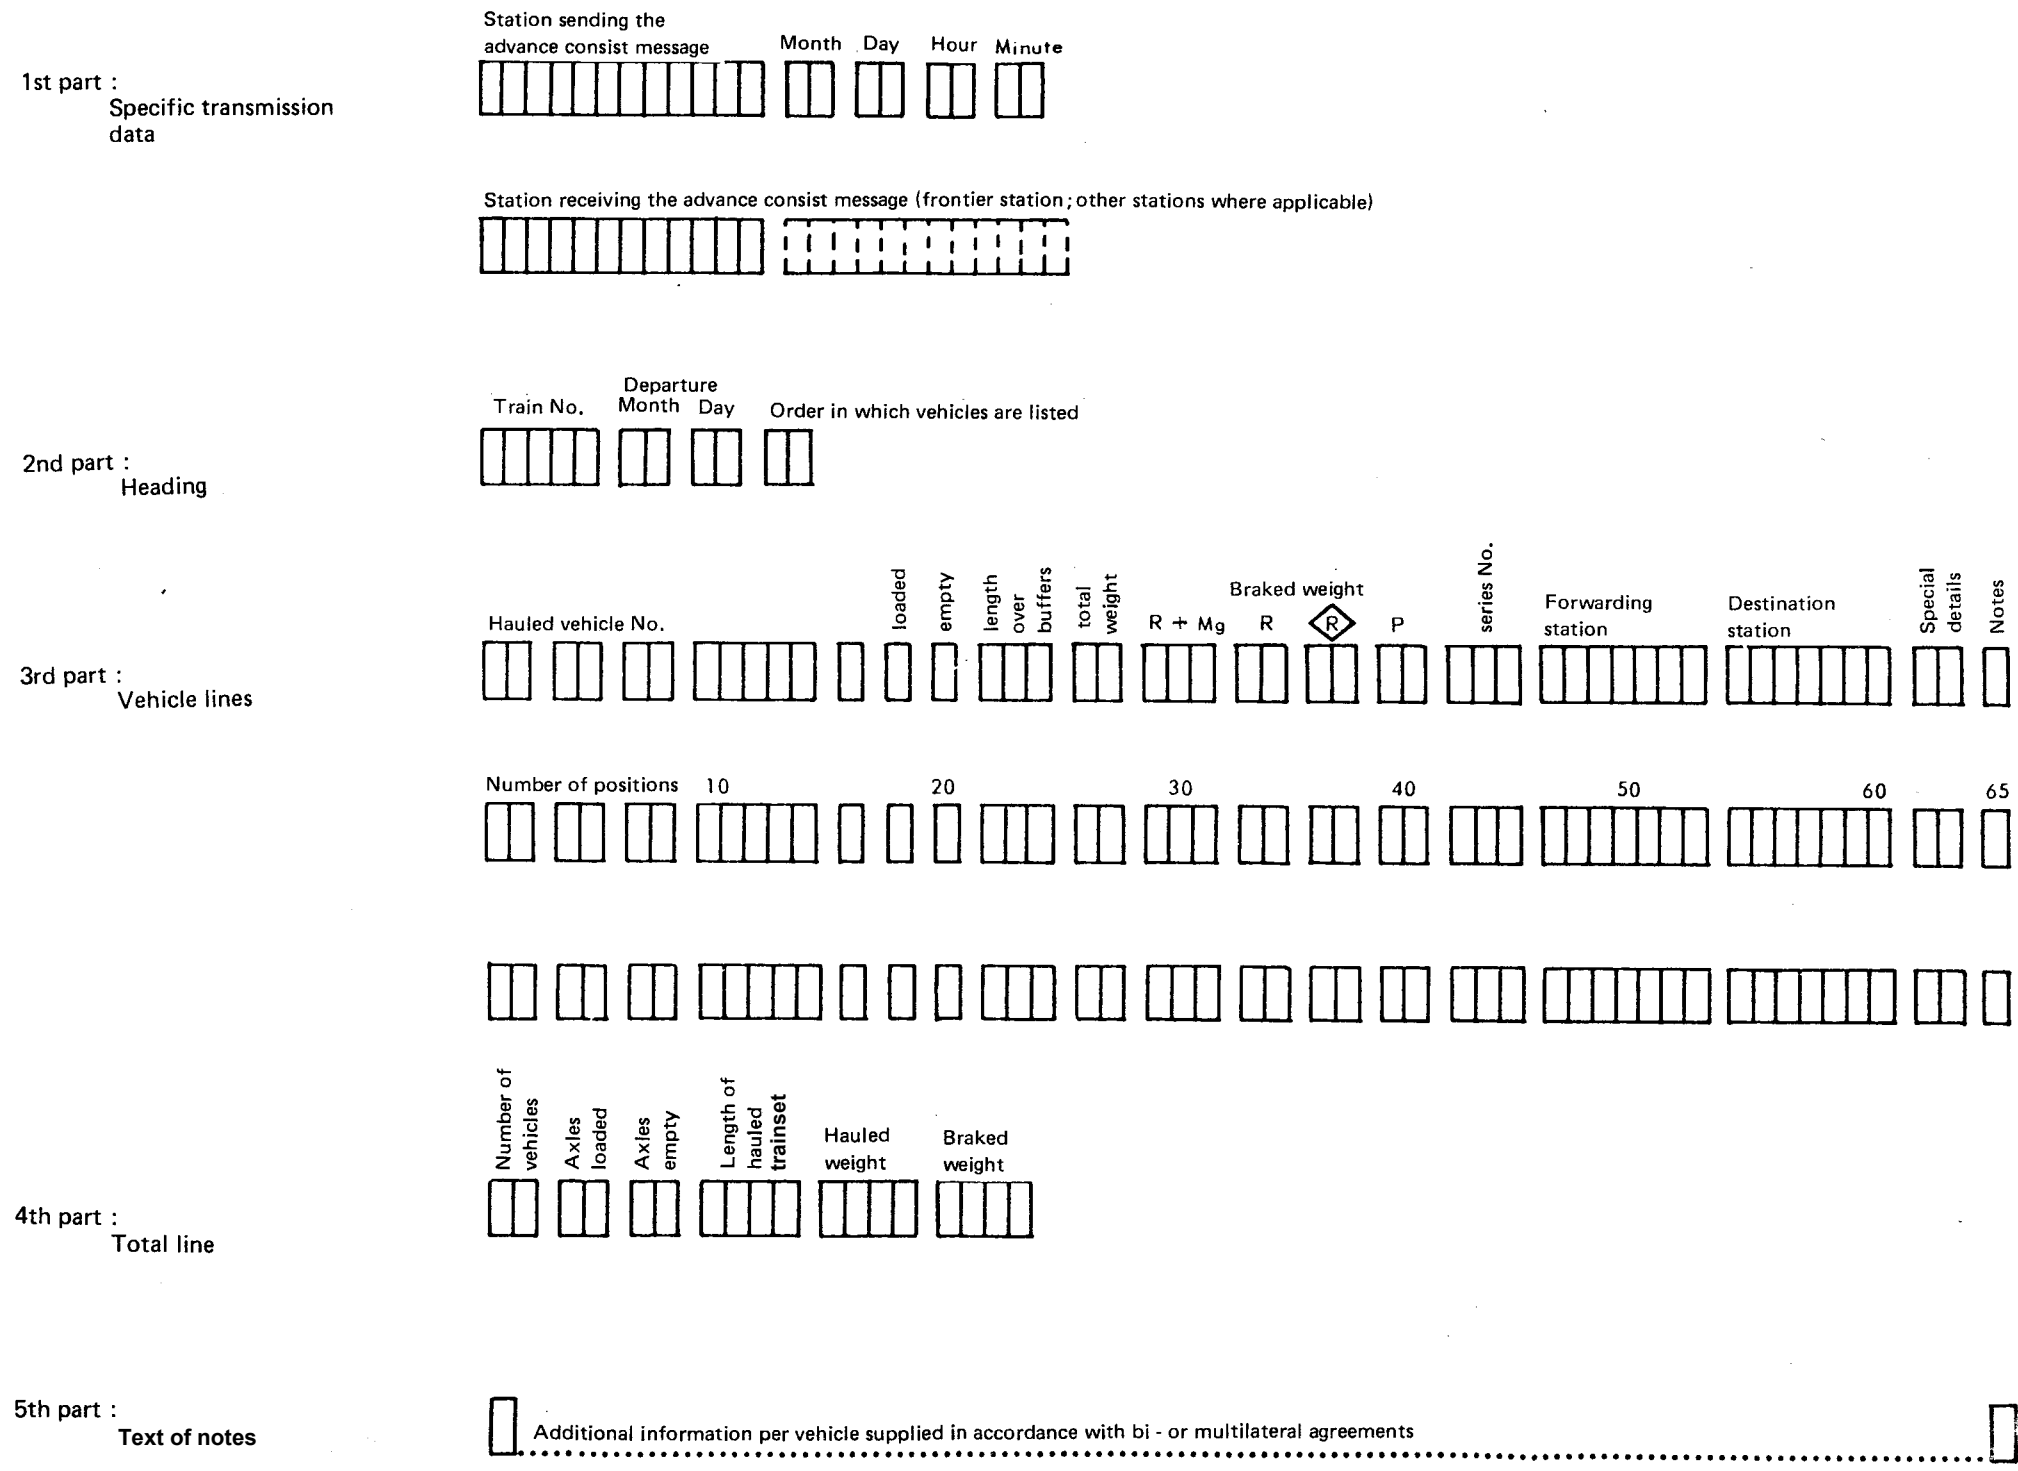 Station sending the
advance consist message
Month Day Hour Minute
1st part :
Specific transmission
data
Station receiving the advance consist message (frontier station ; other stations where applicable)
Departure
Train No. Month Day Order in which vehicles are listed
2nd part :
Heading
Hauled vehicle No.
loaded
empty
length
over
buffers
total
weight
Braked weight
R + Mg R R P
series No.
Forwarding
station
Destination
station
Special
details
Notes
3rd part :
Vehicle lines
Number of positions 10 20 30 40 50 60 65
Number of
vehicles
Axles
loaded
Axles
empty
Length of
hauled
trainset
Hauled
weight
Braked
weight
4th part :
Total line
5th part :
Text of notes
Additional information per vehicle supplied in accordance with bi - or multilateral agreements